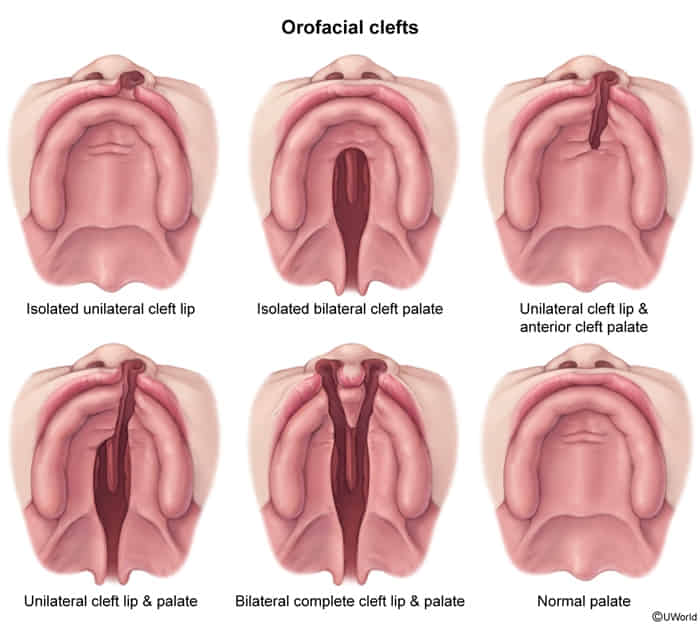 Orofacial clefts
Isolated unilateral cleft lip
Isolated bilateral cleft palate
Unilateral cleft lip &
anterior cleft palate
Unilateral cleft lip & palate
Bilateral complete cleft lip & palate
Normal palate
©UWorld